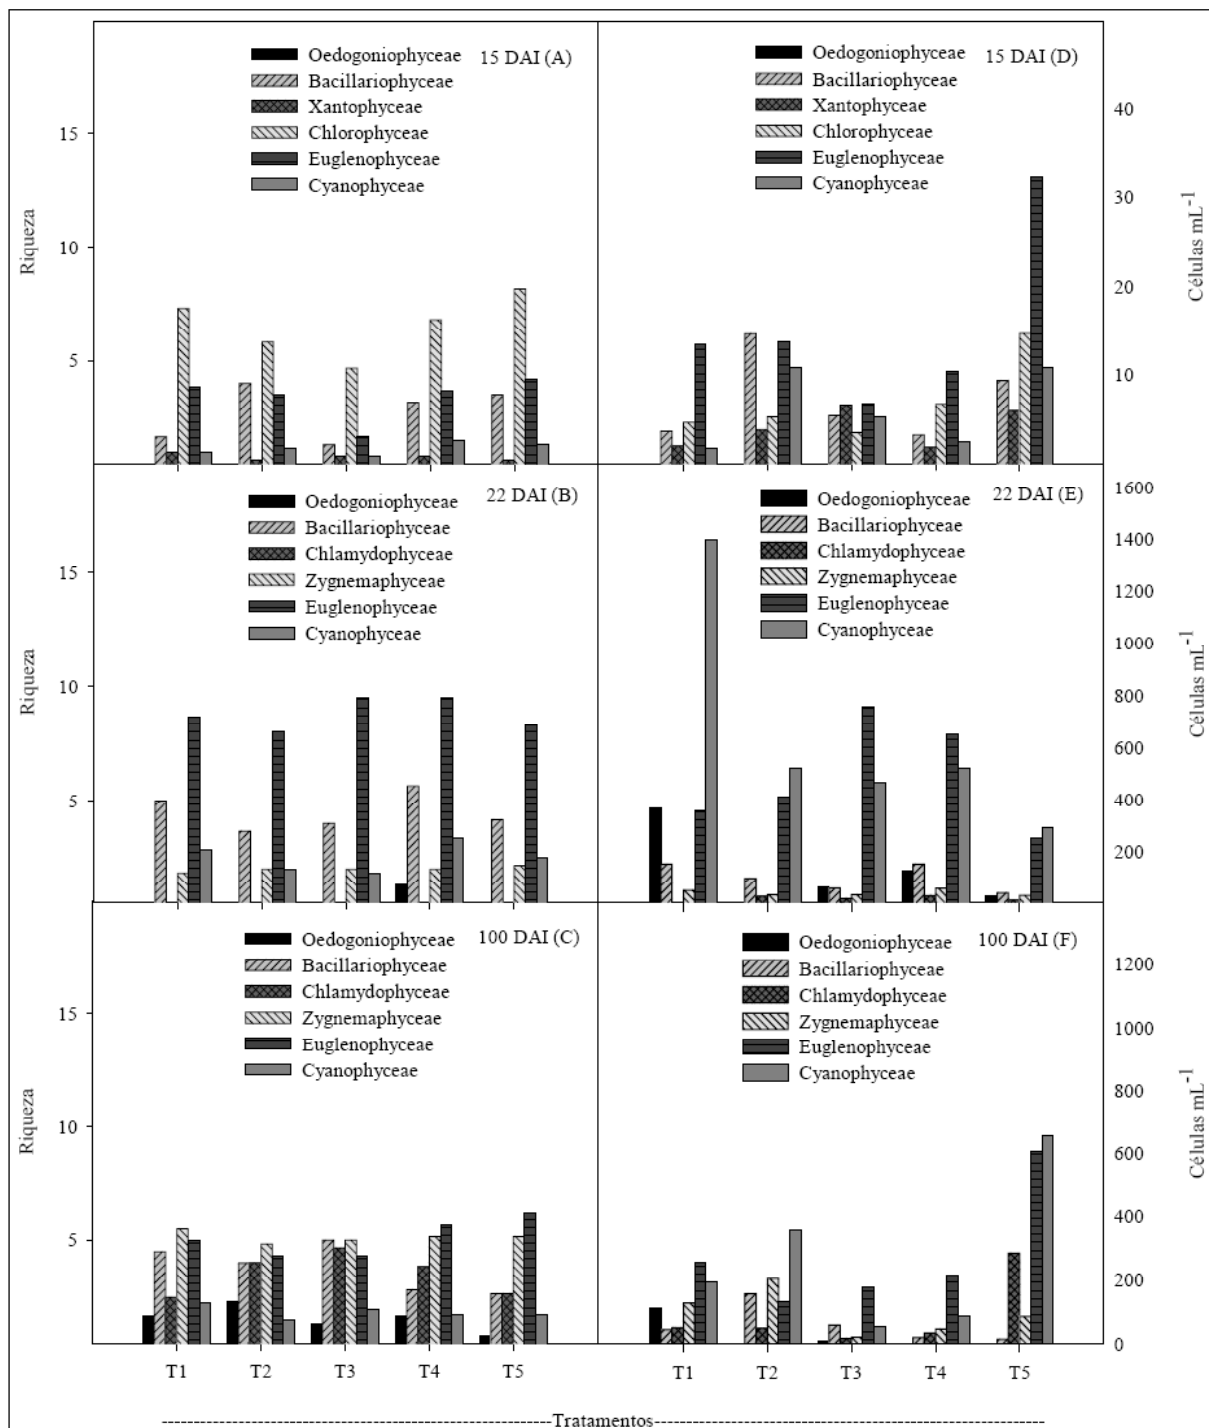 Oedogoniophyceae
Bacillariophyceae
Xantophyceae
Chlorophyceae
Euglenophyceae
Cyanophyceae
15 DAI (A)
Riqueza
15
10
5
Oedogoniophyceae
Bacillariophyceae
Xantophyceae
Chlorophyceae
Euglenophyceae
Cyanophyceae
15 DAI (D)
40
30
20
10
Células mL-1
Oedogoniophyceae
Bacillariophyceae
Chlamydophyceae
Zygnemaphyceae
Euglenophyceae
Cyanophyceae
22 DAI (B)
Riqueza
15
10
5
Oedogoniophyceae
Bacillariophyceae
Chlamydophyceae
Zygnemaphyceae
Euglenophyceae
Cyanophyceae
22 DAI (E)
1600
1400
1200
1000
800
600
400
200
Células mL-1
Oedogoniophyceae
Bacillariophyceae
Chlamydophyceae
Zygnemaphyceae
Euglenophyceae
Cyanophyceae
100 DAI (C)
Riqueza
15
10
5
Oedogoniophyceae
Bacillariophyceae
Chlamydophyceae
Zygnemaphyceae
Euglenophyceae
Cyanophyceae
100 DAI (F)
1200
1000
800
600
400
200
0
Células mL-1
T1 T2 T3 T4 T5
T1 T2 T3 T4 T5
Tratamentos